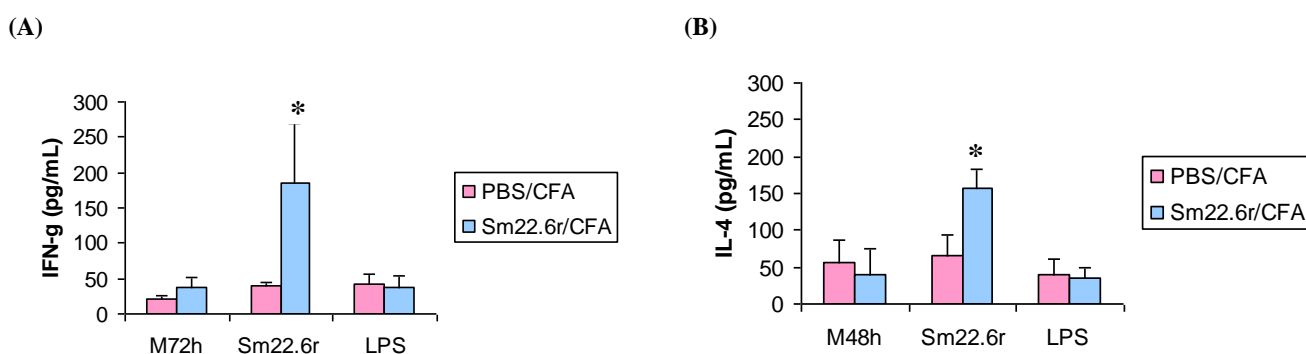 (A)
IFN-g (pg/mL)
300
250
200
150
100
50
0
*
M72h Sm22.6r LPS
PBS/CFA
Sm22.6r/CFA
(B)
IL-4 (pg/mL)
300
250
200
150
100
50
0
*
M48h Sm22.6r LPS
PBS/CFA
Sm22.6r/CFA